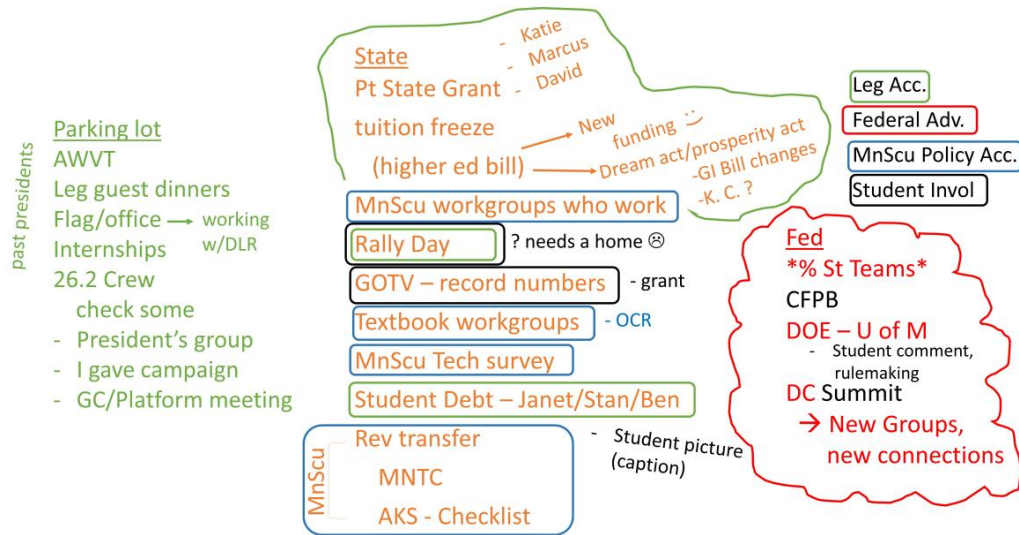 past presidents
Parking lot
AWVT
Leg guest dinners
Flag/office → working
w/DLR
Internships
26.2 Crew
check some
- President's group
- I gave campaign
- GC/Platform meeting
State
- Katie
- Marcus
- David
Pt State Grant
tuition freeze
(higher ed bill)
→ New
funding :)
→ Dream act/prosperity act
-GI Bill changes
-K. C. ?
MnScu workgroups who work
Rally Day ? needs a home ☹
GOTV – record numbers - grant
Textbook workgroups - OCR
MnScu Tech survey
Student Debt – Janet/Stan/Ben
MnScu
Rev transfer
MNTC
AKS - Checklist
- Student picture
(caption)
Leg Acc.
Federal Adv.
MnScu Policy Acc.
Student Invol
Fed
*% St Teams*
CFPB
DOE – U of M
- Student comment,
rulemaking
DC Summit
→ New Groups,
new connections